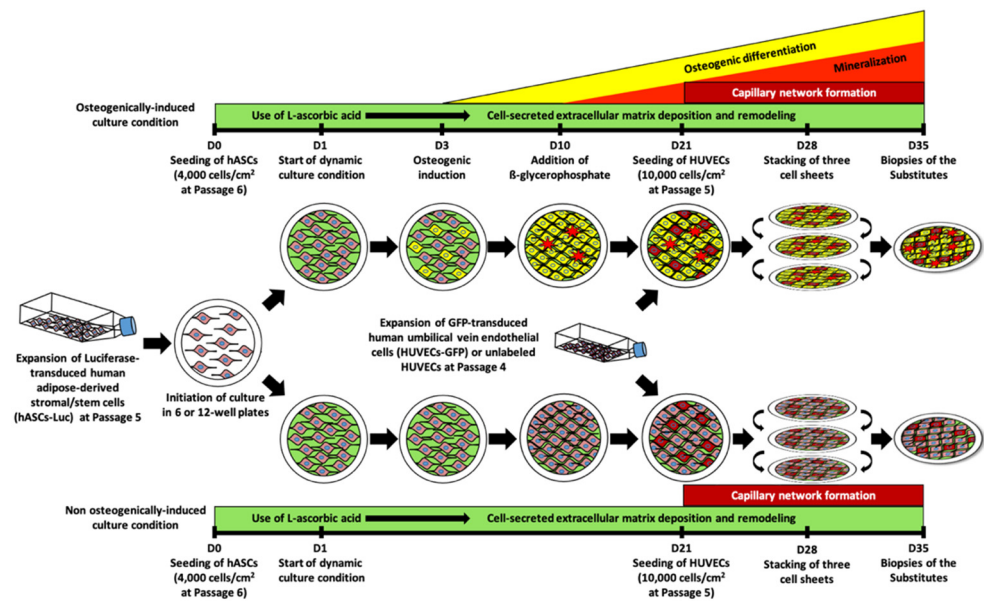 Osteogenic differentiation
Mineralization
Capillary network formation
Osteogenically-induced
culture condition
Use of L-ascorbic acid
Cell-secreted extracellular matrix deposition and remodeling
D0
D1
D3
D10
D21
D28
D35
Seeding of hASCs
(4,000 cells/cm²
at Passage 6)
Start of dynamic
culture condition
Osteogenic
induction
Addition of
ß-glycerophosphate
Seeding of HUVECs
(10,000 cells/cm²
at Passage 5)
Stacking of three
cell sheets
Biopsies of the
Substitutes
Expansion of Luciferase-
transduced human
adipose-derived
stromal/stem cells
(hASCs-Luc) at Passage 5
Initiation of culture
in 6 or 12-well plates
Expansion of GFP-transduced
human umbilical vein endothelial
cells (HUVECs-GFP) or unlabeled
HUVECs at Passage 4
Capillary network formation
Non osteogenically-induced
culture condition
Use of L-ascorbic acid
Cell-secreted extracellular matrix deposition and remodeling
D0
D1
D21
D28
D35
Seeding of hASCs
(4,000 cells/cm²
at Passage 6)
Start of dynamic
culture condition
Seeding of HUVECs
(10,000 cells/cm²
at Passage 5)
Stacking of three
cell sheets
Biopsies of the
Substitutes